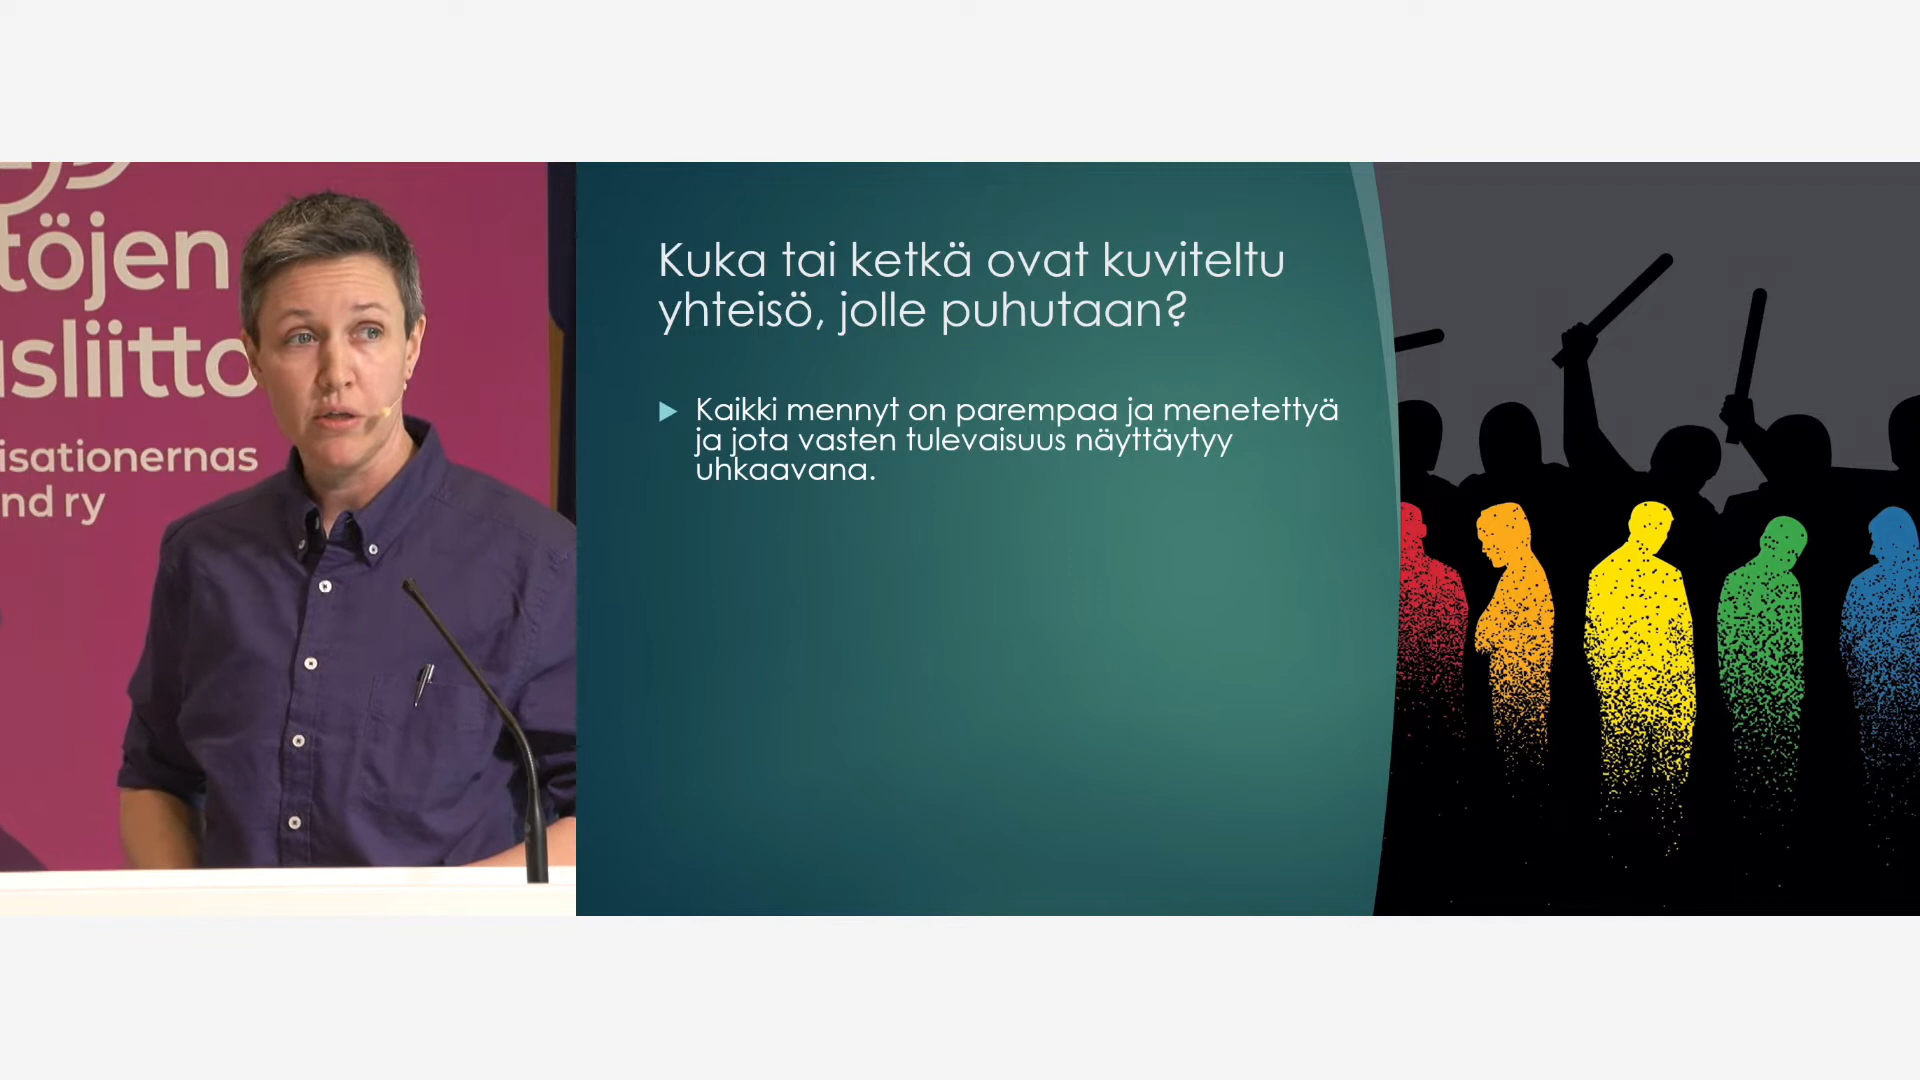 töjen
sliitto
isationernas
nd ry
Kuka tai ketkä ovat kuviteltu
yhteisö, jolle puhutaan?
Kaikki mennyt on parempaa ja menetettyä
ja jota vasten tulevaisuus näyttäytyy
uhkaavana.